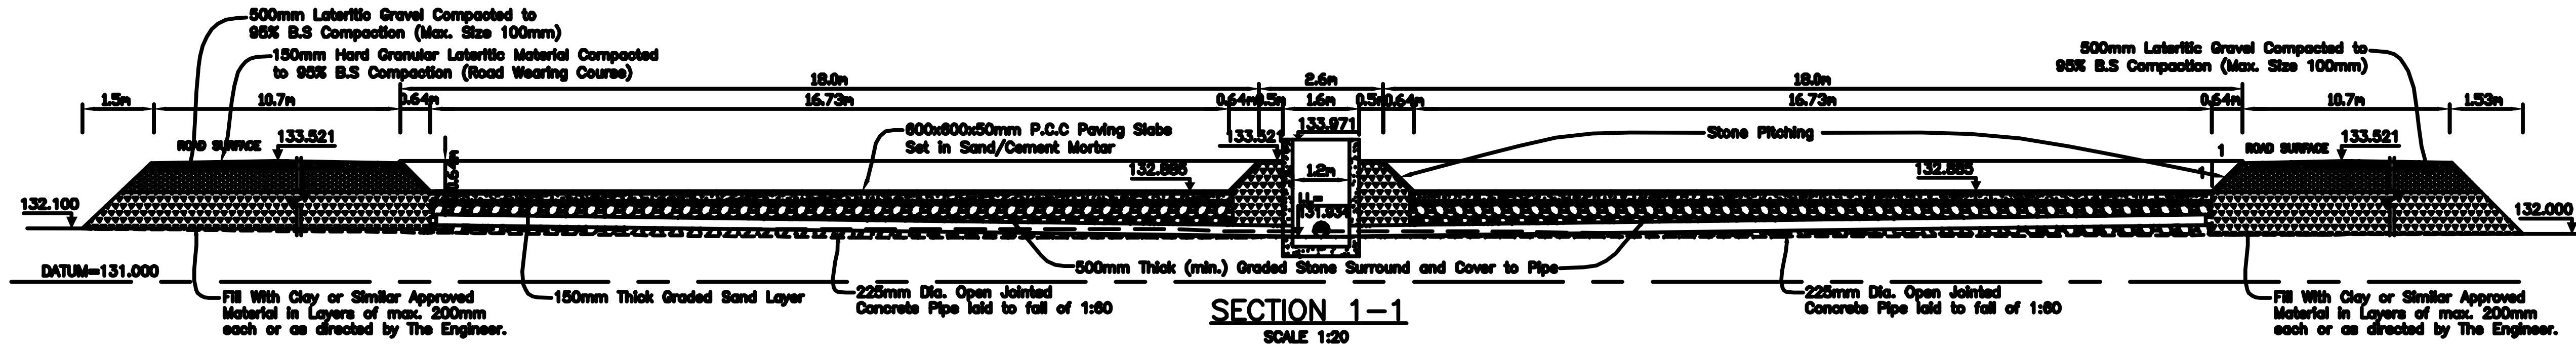 500mm Lateritic Gravel Compacted to
95% B.S Compaction (Max. Size 100mm)
150mm Hard Granular Lateritic Material Compacted
to 95% B.S Compaction (Road Wearing Course)
500mm Lateritic Gravel Compacted to
95% B.S Compaction (Max. Size 100mm)
18.0m 2.6m 18.0m
1.5m 10.7m 0.64m 16.73m 0.64m 0.5m 1.6m 0.5m 0.64m 16.73m 0.64m 10.7m 1.53m
ROAD SURFACE 133.521
600x600x50mm P.C.C Paving Slabs
Set in Sand/Cement Mortar
133.521
133.971
Stone Pitching
1
1
ROAD SURFACE 133.521
132.885
1.2m
132.885
132.100
I.L=
131.934
132.000
DATUM=131.000
500mm Thick (min.) Graded Stone Surround and Cover to Pipe
Fill With Clay or Similar Approved
Material in Layers of max. 200mm
each or as directed by The Engineer.
150mm Thick Graded Sand Layer
225mm Dia. Open Jointed
Concrete Pipe laid to fall of 1:60
225mm Dia. Open Jointed
Concrete Pipe laid to fall of 1:60
Fill With Clay or Similar Approved
Material in Layers of max. 200mm
each or as directed by The Engineer.
SECTION 1-1
SCALE 1:20